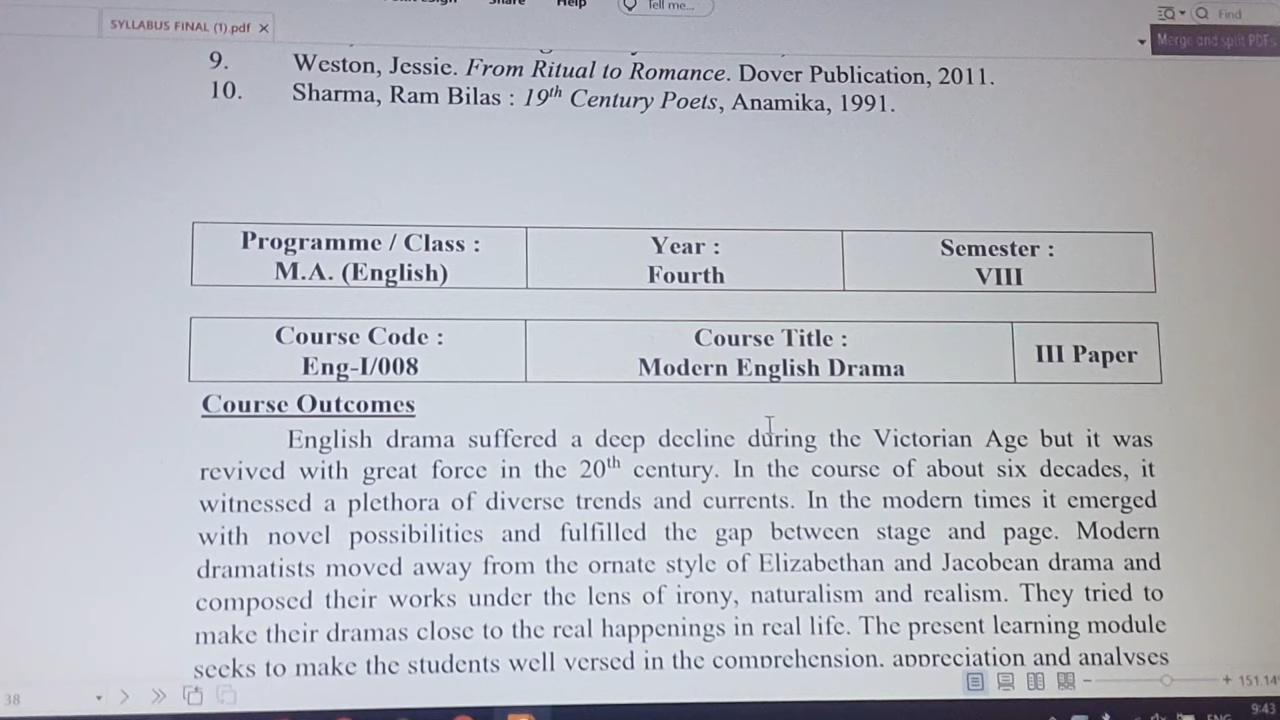 Share
Help
Tell me...
SYLLABUS FINAL (1).pdf ×
Find
Merge and split PDFs
9. Weston, Jessie. From Ritual to Romance. Dover Publication, 2011.
10. Sharma, Ram Bilas : 19th Century Poets, Anamika, 1991.
Programme / Class :
M.A. (English)
Year :
Fourth
Semester :
VIII
Course Code :
Eng-I/008
Course Title :
Modern English Drama
III Paper
Course Outcomes
English drama suffered a deep decline during the Victorian Age but it was
revived with great force in the 20th century. In the course of about six decades, it
witnessed a plethora of diverse trends and currents. In the modern times it emerged
with novel possibilities and fulfilled the gap between stage and page. Modern
dramatists moved away from the ornate style of Elizabethan and Jacobean drama and
composed their works under the lens of irony, naturalism and realism. They tried to
make their dramas close to the real happenings in real life. The present learning module
seeks to make the students well versed in the comprehension, appreciation and analyses
38
151.14
9:43
ENG